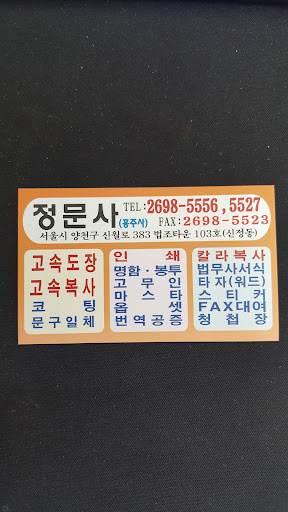 정문사 (흥주사) TEL:2698-5556, 5527
FAX:2698-5523
서울시 양천구 신월로 383 법조타운 103호(신정동)
고속도장
고속복사
코팅
문구일체
인쇄
명함·봉투
고무인
마스타
옵셋
번역공증
칼라복사
법무사서식
타자(워드)
스티커
FAX대여
청첩장